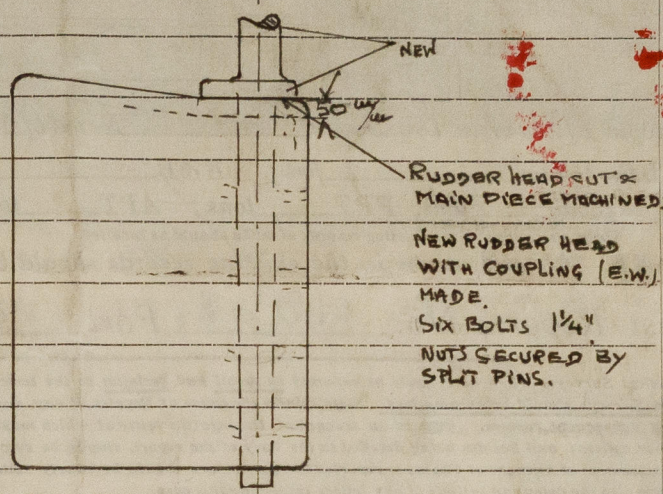 NEW
50 m/m
RUDDER HEAD CUT &
MAIN PIECE MACHINED.
NEW RUDDER HEAD
WITH COUPLING (E.W.)
MADE.
SIX BOLTS 1¼"
NUTS SECURED BY
SPLIT PINS.